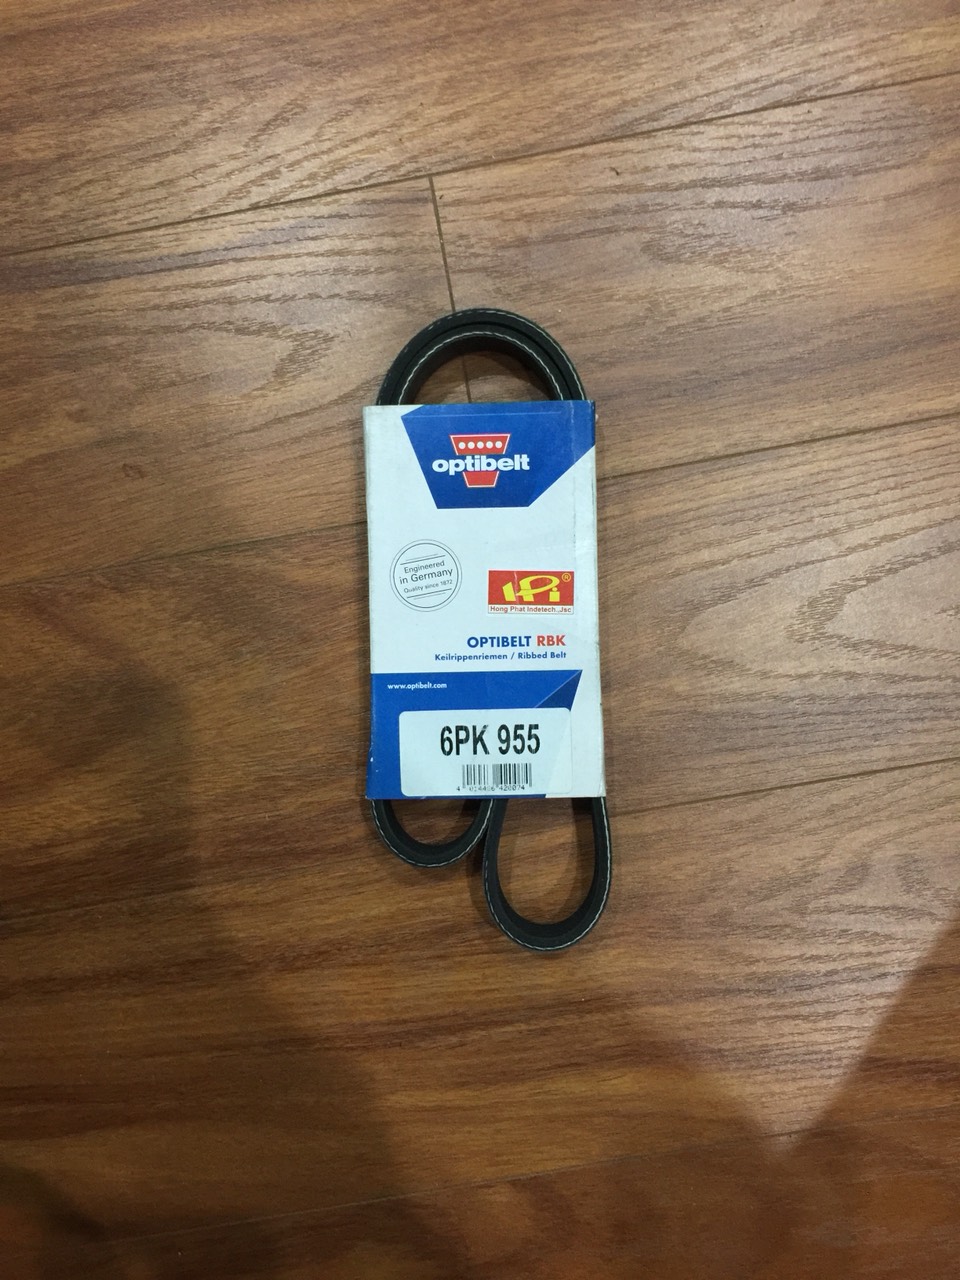 optibelt
Engineered
in Germany
Quality since 1872
HPi®
Hong Phat Indetech.,Jsc
OPTIBELT RBK
Keilrippenriemen / Ribbed Belt
www.optibelt.com
6PK 955